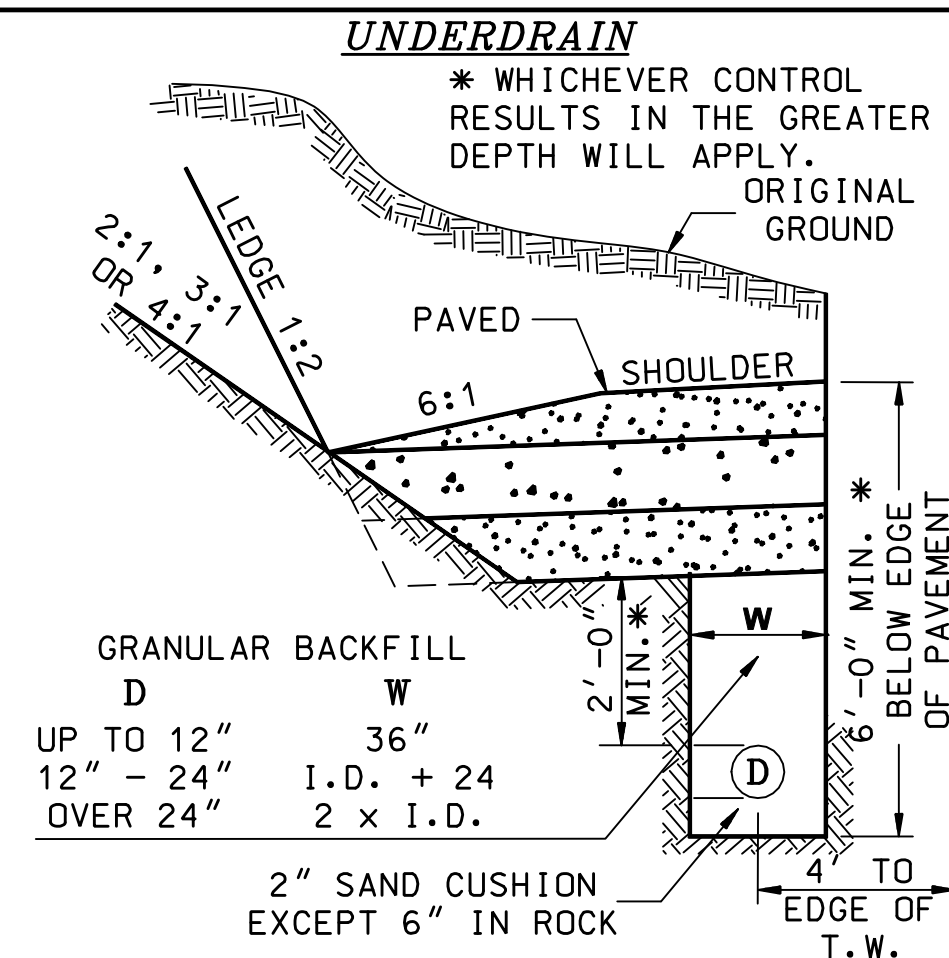 UNDERDRAIN
* WHICHEVER CONTROL
RESULTS IN THE GREATER
DEPTH WILL APPLY.
ORIGINAL
GROUND
LEDGE 1:2
2:1, 3:1
OR 4:1
PAVED
SHOULDER
6:1
GRANULAR BACKFILL
D W
UP TO 12" 36"
12" - 24" I.D. + 24
OVER 24" 2 x I.D.
2'-0"
MIN.*
W
D
6'-0" MIN. *
BELOW EDGE
OF PAVEMENT
2" SAND CUSHION
EXCEPT 6" IN ROCK
4' TO
EDGE OF
T.W.